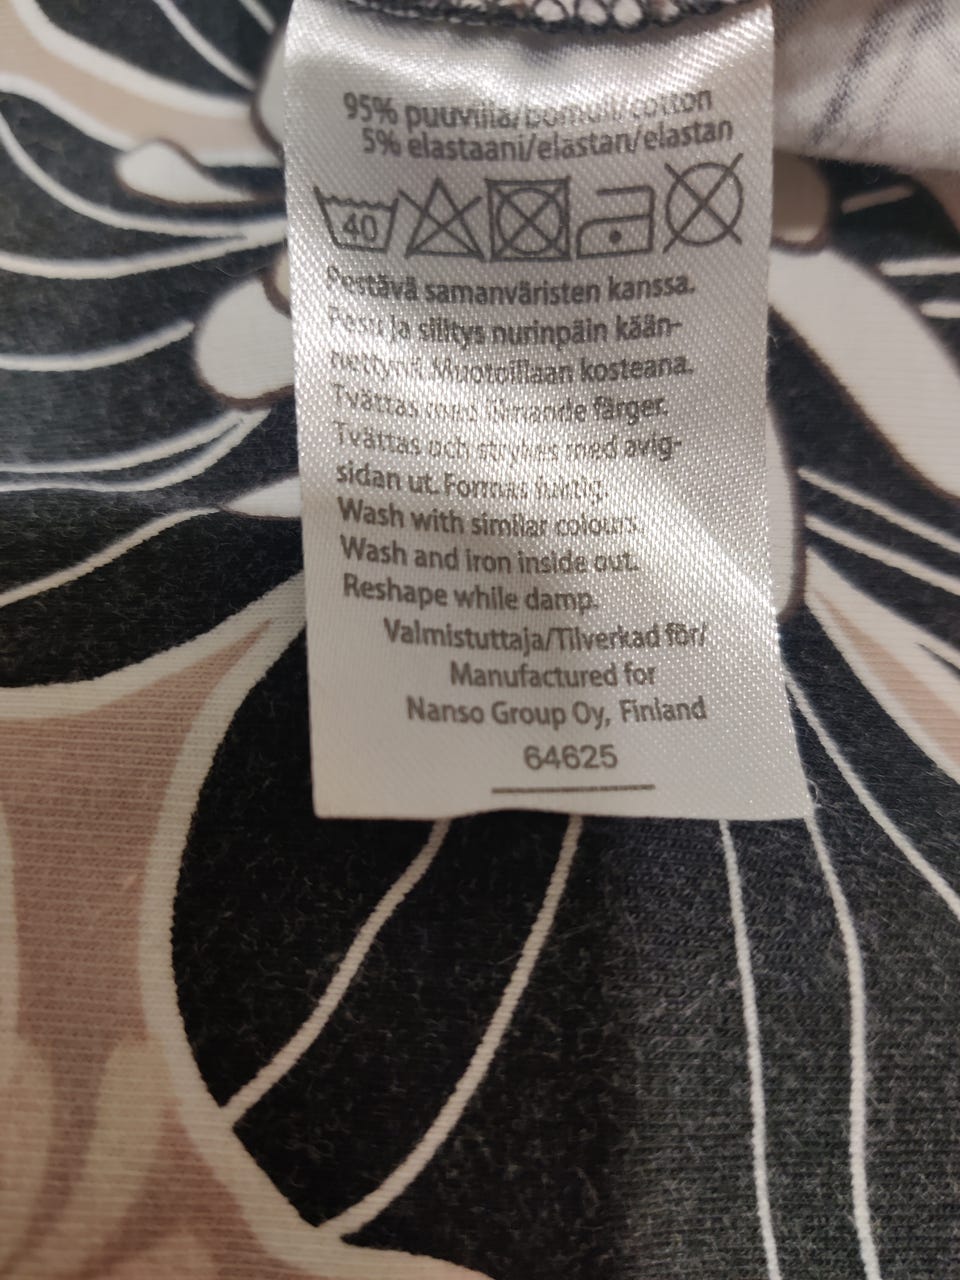 95% puuvilla/bomull/cotton
5% elastaani/elastan/elastan
40
Pestävä samanväristen kanssa.
Pesu ja silitys nurinpäin kään-
nettynä. Muotoillaan kosteana.
Tvättas med liknande färger.
Tvättas och strykes med avig-
sidan ut. Formas fuktig.
Wash with similar colours.
Wash and iron inside out.
Reshape while damp.
Valmistuttaja/Tilverkad för/
Manufactured for
Nanso Group Oy, Finland
64625